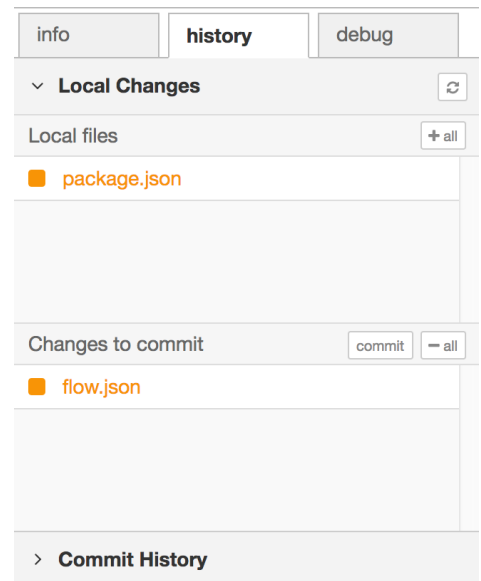 info history debug
Local Changes
Local files + all
package.json
Changes to commit commit − all
flow.json
Commit History